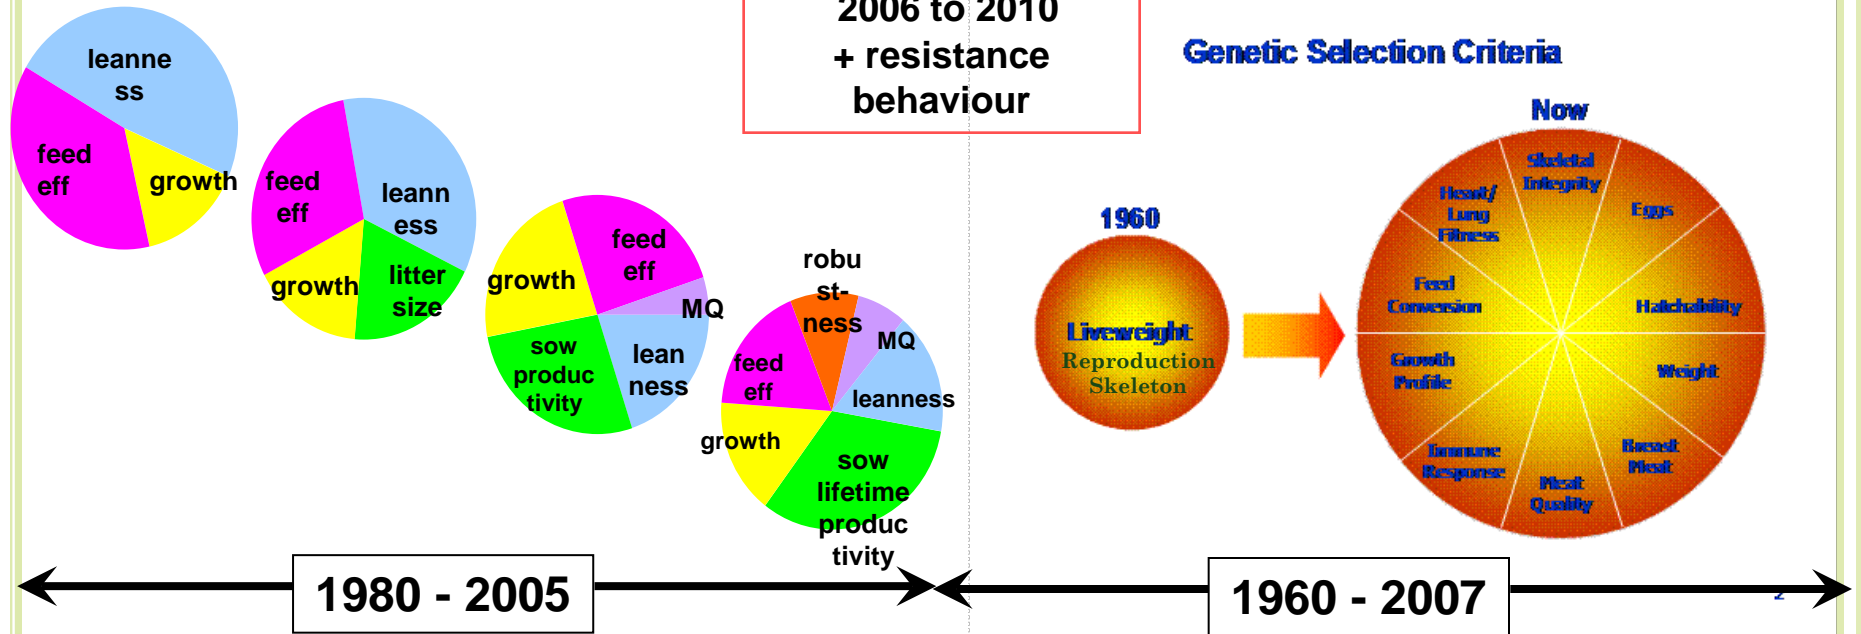 leanne
ss
feed
eff
growth
feed
eff
leann
ess
growth
litter
size
growth
feed
eff
MQ
sow
produc
tivity
lean
ness
robu
st-
ness
MQ
feed
eff
leanness
growth
sow
lifetime
produc
tivity
1980 - 2005
2006 to 2010
+ resistance
behaviour
Genetic Selection Criteria
1960
Liveweight
Reproduction
Skeleton
Now
Skeletal
Integrity
Eggs
Hatchability
Weight
Breast
Meat
Meat
Quality
Immune
Response
Growth
Profile
Feed
Conversion
Heart/
Lung
Fitness
1960 - 2007
2